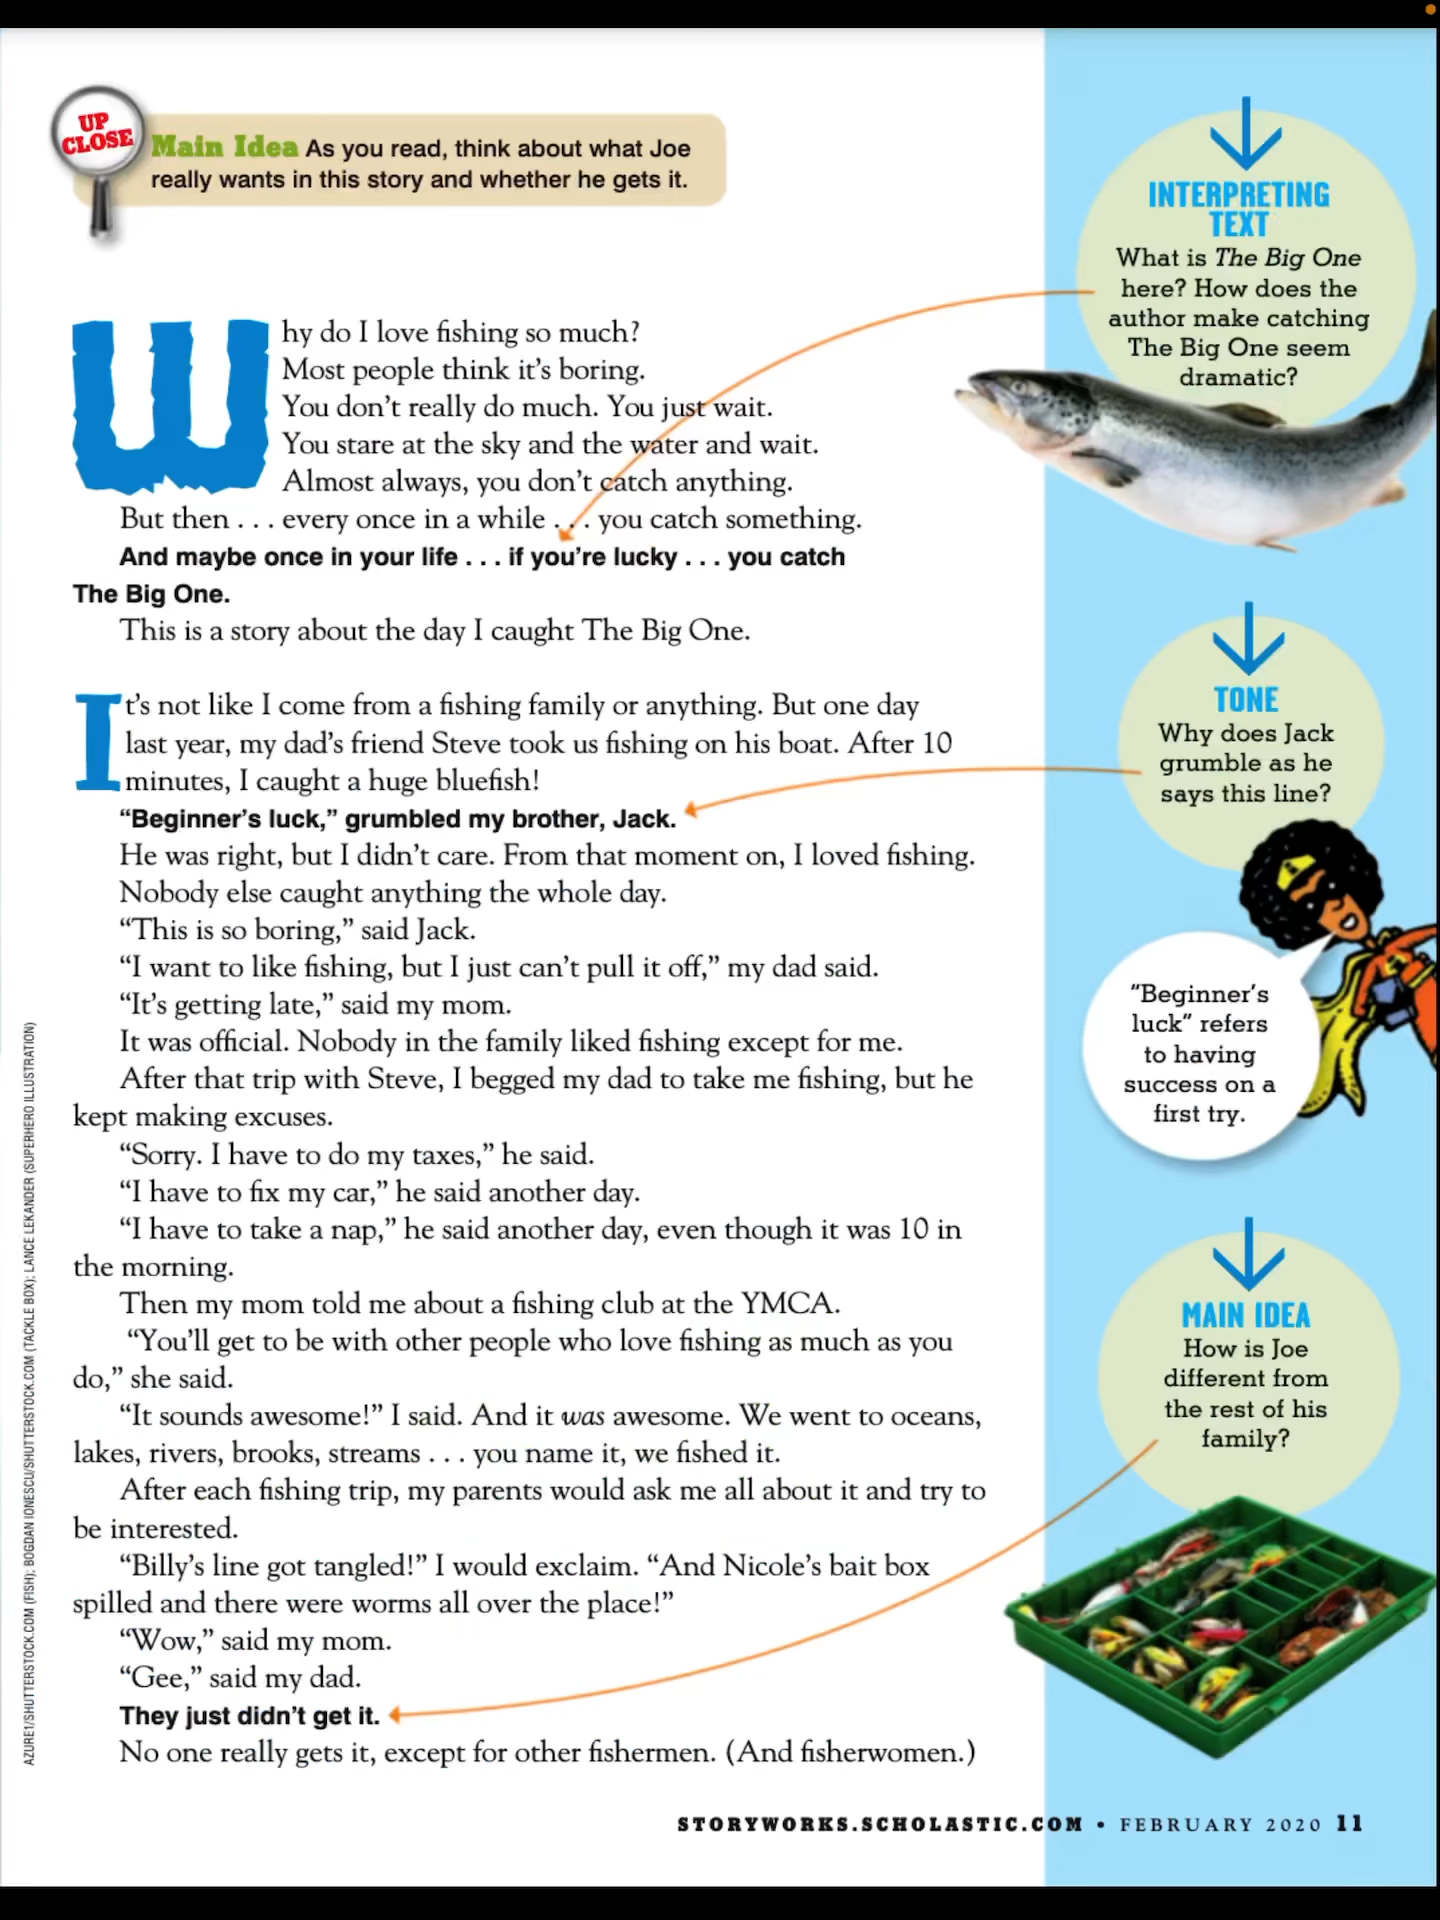 UP
CLOSE
Main Idea As you read, think about what Joe
really wants in this story and whether he gets it.
Why do I love fishing so much?
Most people think it's boring.
You don't really do much. You just wait.
You stare at the sky and the water and wait.
Almost always, you don't catch anything.
But then . . . every once in a while . . . you catch something.
And maybe once in your life . . . if you're lucky . . . you catch
The Big One.
This is a story about the day I caught The Big One.
It's not like I come from a fishing family or anything. But one day
last year, my dad's friend Steve took us fishing on his boat. After 10
minutes, I caught a huge bluefish!
“Beginner's luck,” grumbled my brother, Jack.
He was right, but I didn't care. From that moment on, I loved fishing.
Nobody else caught anything the whole day.
“This is so boring,” said Jack.
“I want to like fishing, but I just can't pull it off,” my dad said.
“It's getting late,” said my mom.
It was official. Nobody in the family liked fishing except for me.
After that trip with Steve, I begged my dad to take me fishing, but he
kept making excuses.
“Sorry. I have to do my taxes,” he said.
“I have to fix my car,” he said another day.
“I have to take a nap,” he said another day, even though it was 10 in
the morning.
Then my mom told me about a fishing club at the YMCA.
“You'll get to be with other people who love fishing as much as you
do,” she said.
“It sounds awesome!” I said. And it was awesome. We went to oceans,
lakes, rivers, brooks, streams . . . you name it, we fished it.
After each fishing trip, my parents would ask me all about it and try to
be interested.
“Billy's line got tangled!” I would exclaim. “And Nicole's bait box
spilled and there were worms all over the place!”
“Wow,” said my mom.
“Gee,” said my dad.
They just didn't get it.
No one really gets it, except for other fishermen. (And fisherwomen.)
INTERPRETING
TEXT
What is The Big One
here? How does the
author make catching
The Big One seem
dramatic?
TONE
Why does Jack
grumble as he
says this line?
“Beginner's
luck” refers
to having
success on a
first try.
MAIN IDEA
How is Joe
different from
the rest of his
family?
AZURE1/SHUTTERSTOCK.COM (FISH); BOGDAN IONESCU/SHUTTERSTOCK.COM (TACKLE BOX); LANCE LEKANDER (SUPERHERO ILLUSTRATION)
STORYWORKS.SCHOLASTIC.COM • FEBRUARY 2020 11